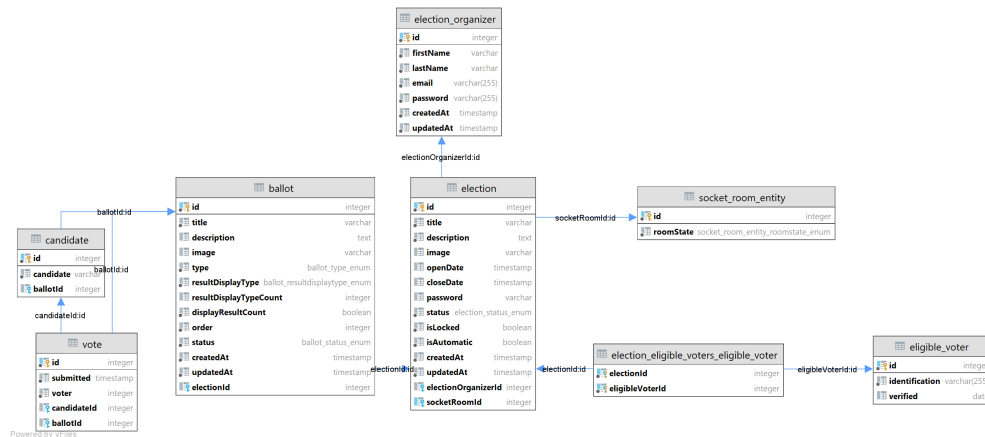 election_organizer
id integer
firstName varchar
lastName varchar
email varchar(255)
password varchar(255)
createdAt timestamp
updatedAt timestamp
electionOrganizerId:id
ballot
id integer
title varchar
description text
image varchar
type ballot_type_enum
resultDisplayType ballot_resultdisplaytype_enum
resultDisplayTypeCount integer
displayResultCount boolean
order integer
status ballot_status_enum
createdAt timestamp
updatedAt timestamp
electionId integer
election
id integer
title varchar
description text
image varchar
openDate timestamp
closeDate timestamp
password varchar
status election_status_enum
isLocked boolean
isAutomatic boolean
createdAt timestamp
updatedAt timestamp
electionOrganizerId integer
socketRoomId integer
socket_room_entity
id integer
roomState socket_room_entity_roomstate_enum
socketRoomId:id
ballotId:id
candidate
id integer
candidate varchar
ballotId integer
ballotId:id
candidateId:id
vote
id integer
submitted timestamp
voter integer
candidateId integer
ballotId integer
electionId:id
election_eligible_voters_eligible_voter
electionId integer
eligibleVoterId integer
electionId:id
eligibleVoterId:id
eligible_voter
id intege
identification varchar(255
verified dat
Powered by yFiles